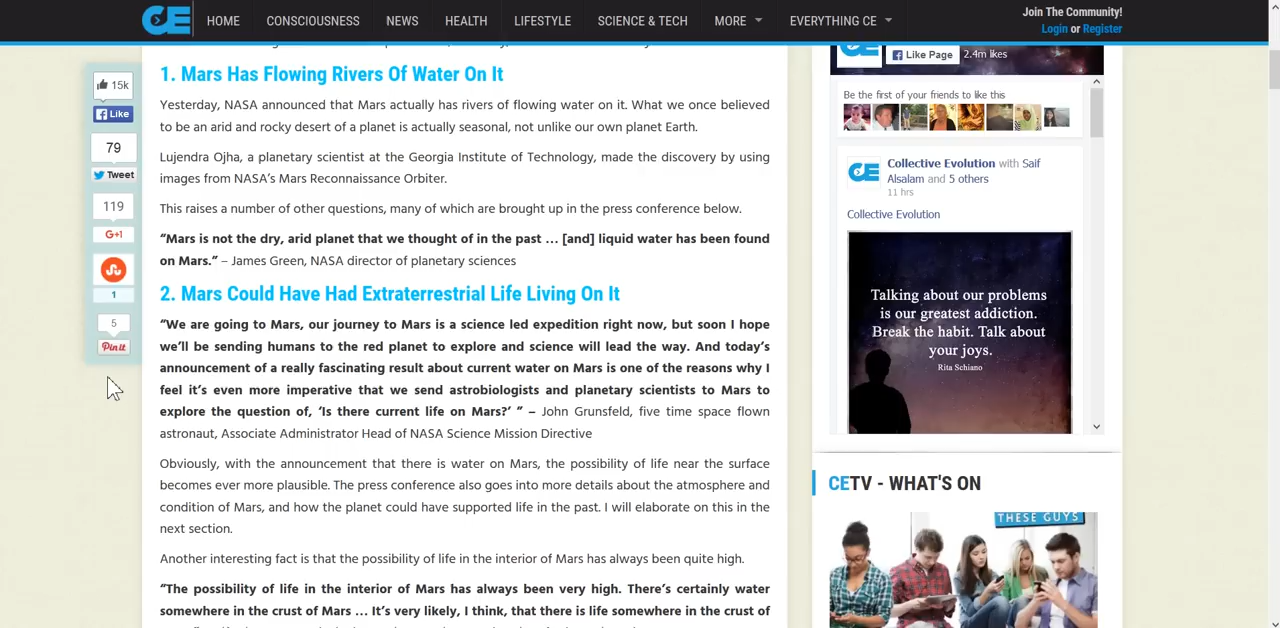 CE
HOME
CONSCIOUSNESS
NEWS
HEALTH
LIFESTYLE
SCIENCE & TECH
MORE
EVERYTHING CE
Join The Community!
Login or Register
15k
Like
79
Tweet
119
G+1
1
5
Pin it
1. Mars Has Flowing Rivers Of Water On It
Yesterday, NASA announced that Mars actually has rivers of flowing water on it. What we once believed
to be an arid and rocky desert of a planet is actually seasonal, not unlike our own planet Earth.
Lujendra Ojha, a planetary scientist at the Georgia Institute of Technology, made the discovery by using
images from NASA's Mars Reconnaissance Orbiter.
This raises a number of other questions, many of which are brought up in the press conference below.
“Mars is not the dry, arid planet that we thought of in the past … [and] liquid water has been found
on Mars.” – James Green, NASA director of planetary sciences
2. Mars Could Have Had Extraterrestrial Life Living On It
“We are going to Mars, our journey to Mars is a science led expedition right now, but soon I hope
we’ll be sending humans to the red planet to explore and science will lead the way. And today’s
announcement of a really fascinating result about current water on Mars is one of the reasons why I
feel it’s even more imperative that we send astrobiologists and planetary scientists to Mars to
explore the question of, ‘Is there current life on Mars?’ ” – John Grunsfeld, five time space flown
astronaut, Associate Administrator Head of NASA Science Mission Directive
Obviously, with the announcement that there is water on Mars, the possibility of life near the surface
becomes ever more plausible. The press conference also goes into more details about the atmosphere and
condition of Mars, and how the planet could have supported life in the past. I will elaborate on this in the
next section.
Another interesting fact is that the possibility of life in the interior of Mars has always been quite high.
“The possibility of life in the interior of Mars has always been very high. There’s certainly water
somewhere in the crust of Mars … It’s very likely, I think, that there is life somewhere in the crust of
Like Page
2.4m likes
Be the first of your friends to like this
CE
Collective Evolution with Saif
Alsalam and 5 others
11 hrs
Collective Evolution
Talking about our problems
is our greatest addiction.
Break the habit. Talk about
your joys.
Rita Schiano
CETV - WHAT'S ON
THESE GUYS